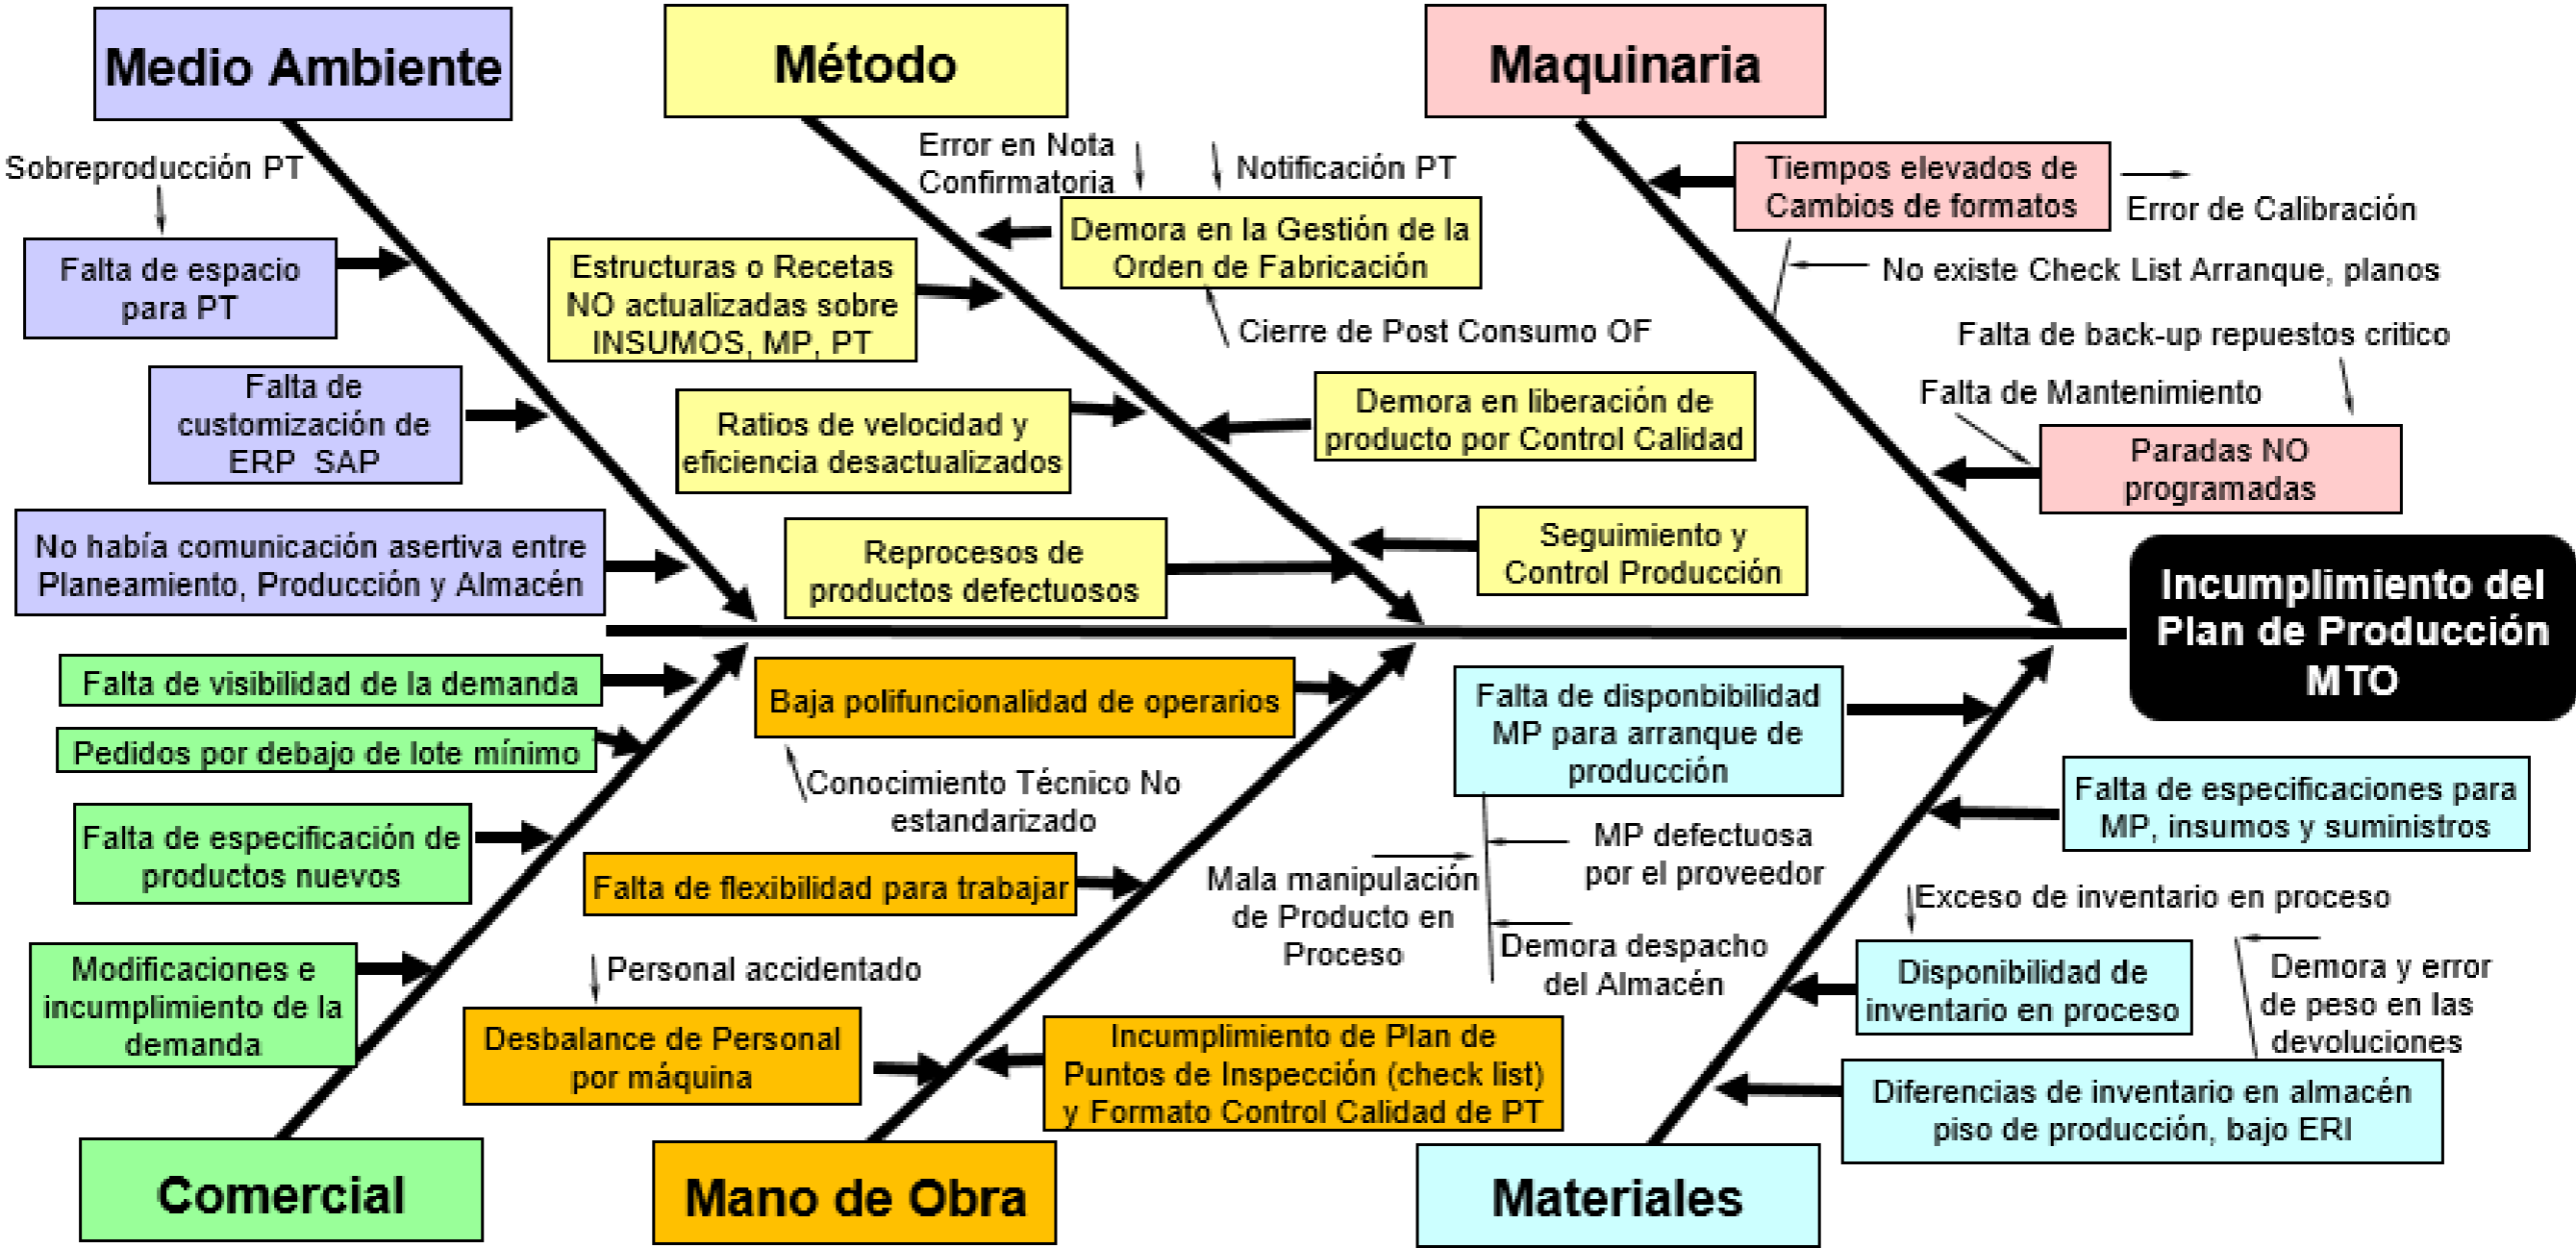 Medio Ambiente
Sobreproducción PT
Falta de espacio
para PT
Falta de
customización de
ERP SAP
No había comunicación asertiva entre
Planeamiento, Producción y Almacén
Método
Error en Nota
Confirmatoria
Notificación PT
Demora en la Gestión de la
Orden de Fabricación
Cierre de Post Consumo OF
Estructuras o Recetas
NO actualizadas sobre
INSUMOS, MP, PT
Ratios de velocidad y
eficiencia desactualizados
Demora en liberación de
producto por Control Calidad
Reprocesos de
productos defectuosos
Seguimiento y
Control Producción
Maquinaria
Tiempos elevados de
Cambios de formatos
Error de Calibración
No existe Check List Arranque, planos
Falta de back-up repuestos critico
Falta de Mantenimiento
Paradas NO
programadas
Incumplimiento del
Plan de Producción
MTO
Falta de visibilidad de la demanda
Pedidos por debajo de lote mínimo
Falta de especificación de
productos nuevos
Modificaciones e
incumplimiento de la
demanda
Comercial
Baja polifuncionalidad de operarios
Conocimiento Técnico No
estandarizado
Falta de flexibilidad para trabajar
Personal accidentado
Desbalance de Personal
por máquina
Incumplimiento de Plan de
Puntos de Inspección (check list)
y Formato Control Calidad de PT
Mano de Obra
Falta de disponbibilidad
MP para arranque de
producción
MP defectuosa
por el proveedor
Mala manipulación
de Producto en
Proceso
Demora despacho
del Almacén
Falta de especificaciones para
MP, insumos y suministros
Exceso de inventario en proceso
Disponibilidad de
inventario en proceso
Demora y error
de peso en las
devoluciones
Diferencias de inventario en almacén
piso de producción, bajo ERI
Materiales